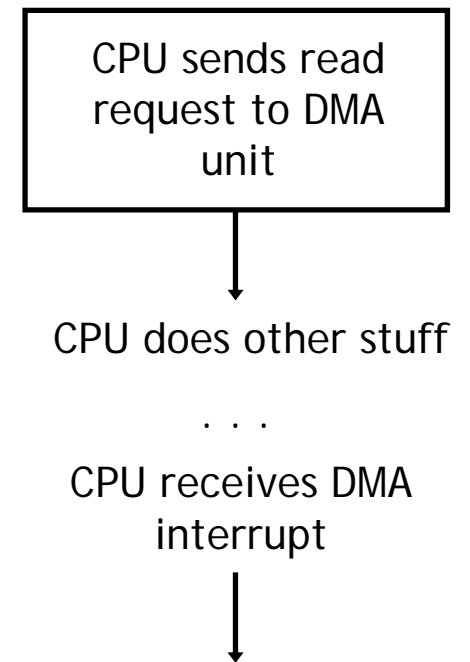 CPU sends read
request to DMA
unit
CPU does other stuff
. . .
CPU receives DMA
interrupt